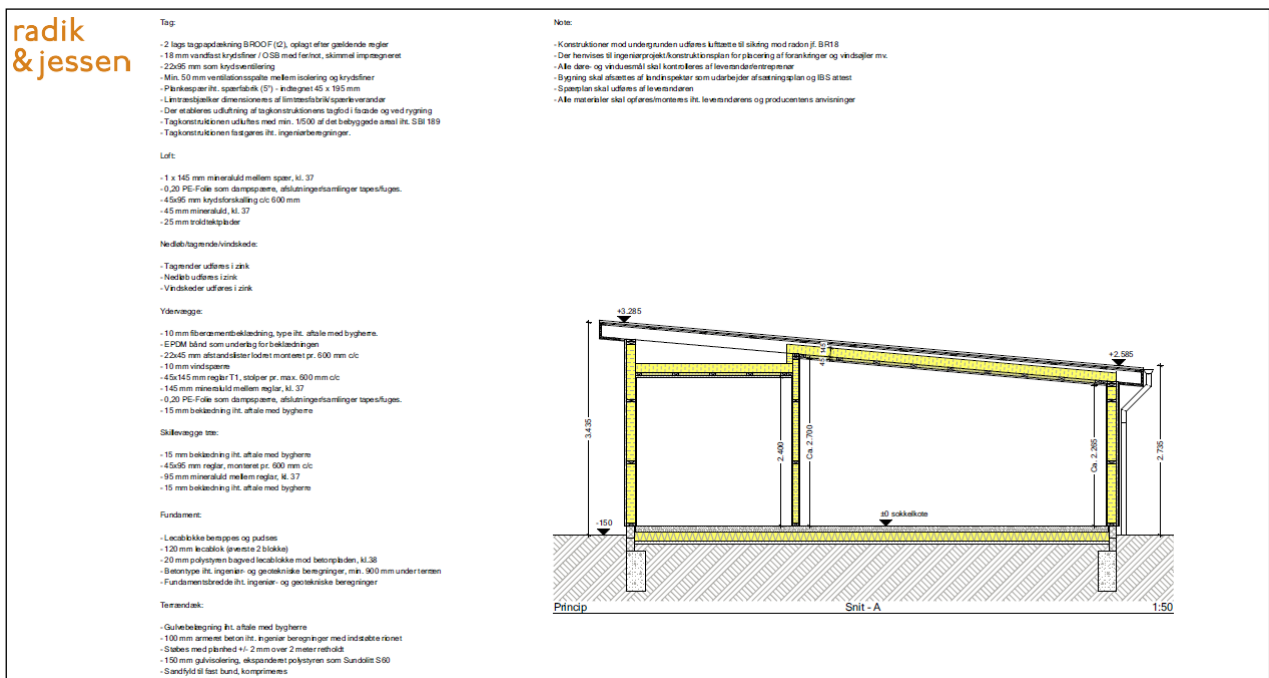 radik
& jessen
Tag:
- 2 lags tagpapdækning BROOF (t2), oplagt efter gældende regler
- 18 mm vandfast krydsfiner / OSB med fer/not, skimmel imprægneret
- 22x95 mm som krydsventilering
- Min. 50 mm ventilationsspalte mellem isolering og krydsfiner
- Plankespær iht. spærfabrik (5°) - indtegnet 45 x 195 mm
- Limtræsbjælker dimensioneres af limtræsfabrik/spærleverandør
- Der etableres udluftning af tagkonstruktionens tagfod i facade og ved rygning
- Tagkonstruktionen udluftes med min. 1/500 af det bebyggede areal iht. SBI 189
- Tagkonstruktionen fastgøres iht. ingeniørberegninger.
Loft:
- 1 x 145 mm mineraluld mellem spær, kl. 37
- 0,20 PE-Folie som dampspærre, afslutninger/samlinger tapes/fuges.
- 45x95 mm krydsforskalling c/c 600 mm
- 45 mm mineraluld, kl. 37
- 25 mm troldtektplader
Nedløb/tagrende/vindskede:
- Tagrender udføres i zink
- Nedløb udføres i zink
- Vindskeder udføres i zink
Ydervægge:
- 10 mm fibercementbeklædning, type iht. aftale med bygherre.
- EPDM bånd som underlag for beklædningen
- 22x45 mm afstandslister lodret monteret pr. 600 mm c/c
- 10 mm vindspærre
- 45x145 mm reglar T1, stolper pr. max. 600 mm c/c
- 145 mm mineraluld mellem reglar, kl. 37
- 0,20 PE-Folie som dampspærre, afslutninger/samlinger tapes/fuges.
- 15 mm beklædning iht. aftale med bygherre
Skillevægge træ:
- 15 mm beklædning iht. aftale med bygherre
- 45x95 mm reglar, monteret pr. 600 mm c/c
- 95 mm mineraluld mellem reglar, kl. 37
- 15 mm beklædning iht. aftale med bygherre
Fundament:
- Lecablokke berappes og pudses
- 120 mm lecablok (øverste 2 blokke)
- 20 mm polystyren bagved lecablokke mod betonpladen, kl.38
- Betontype iht. ingeniør- og geotekniske beregninger, min. 900 mm under terræn
- Fundamentsbredde iht. ingeniør- og geotekniske beregninger
Terrændæk:
- Gulvbelægning iht. aftale med bygherre
- 100 mm armeret beton iht. ingeniør beregninger med indstøbte rionet
- Støbes med planhed +/- 2 mm over 2 meter retholt
- 150 mm gulvisolering, ekspanderet polystyren som Sundolitt S60
- Sandfyld til fast bund, komprimeres
Note:
- Konstruktioner mod undergrunden udføres lufttætte til sikring mod radon jf. BR18
- Der henvises til ingeniørprojekt/konstruktionsplan for placering af forankringer og vindsøjler mv.
- Alle døre- og vinduesmål skal kontrolleres af leverandør/entreprenør
- Bygning skal afsættes af landinspektør som udarbejder afsætningsplan og IBS attest
- Spærplan skal udføres af leverandøren
- Alle materialer skal opføres/monteres iht. leverandørens og producentens anvisninger
+3.285
+2.585
45 145
3.435
2.400
Ca. 2.700
Ca. 2.265
2.735
-150
±0 sokkelkote
Princip
Snit - A
1:50